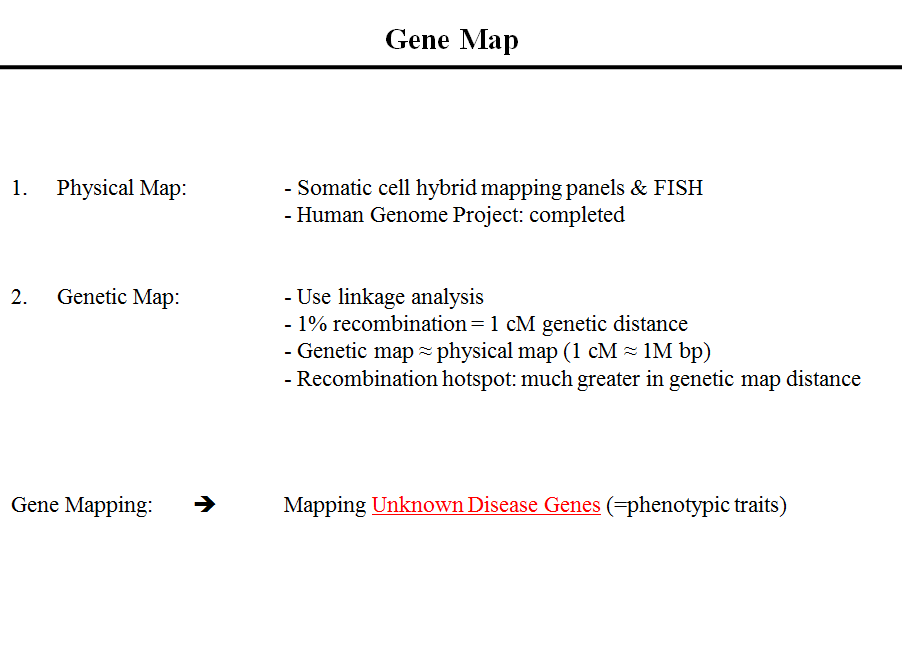 Gene Map
1. Physical Map: - Somatic cell hybrid mapping panels & FISH
- Human Genome Project: completed
2. Genetic Map: - Use linkage analysis
- 1% recombination = 1 cM genetic distance
- Genetic map ≈ physical map (1 cM ≈ 1M bp)
- Recombination hotspot: much greater in genetic map distance
Gene Mapping: ➔ Mapping Unknown Disease Genes (=phenotypic traits)